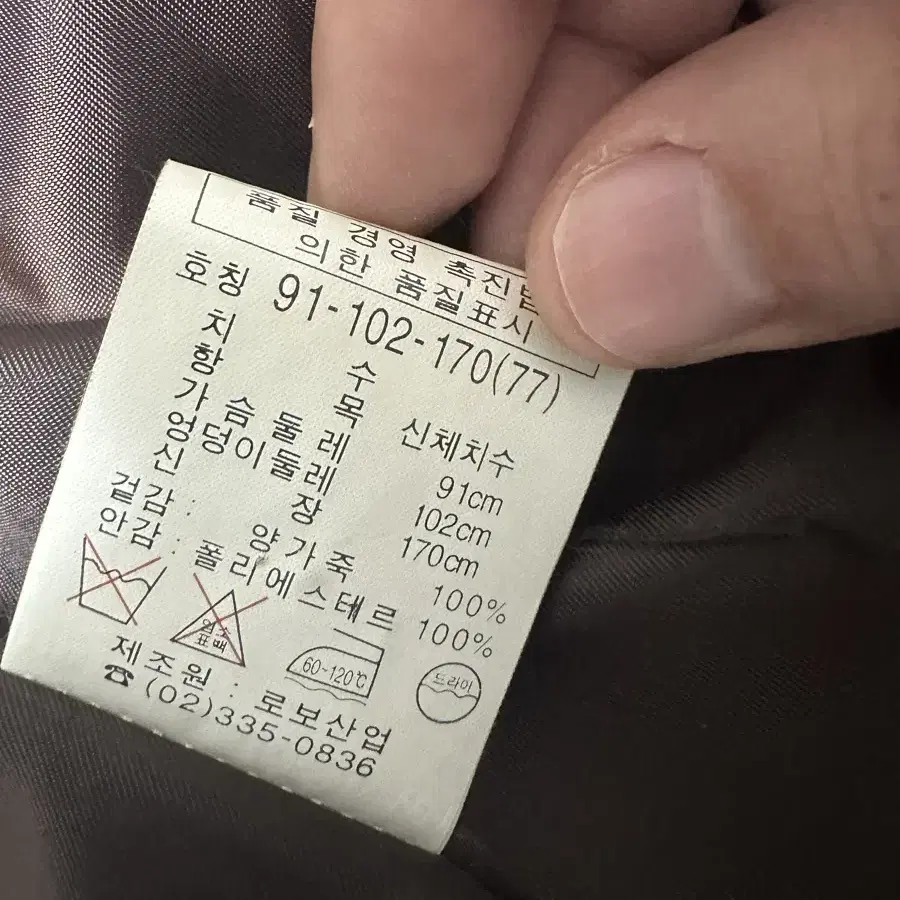 품질 경영 촉진법
의한 품질표시
호칭 91-102-170(77)
치 수
항 목 신체치수
가슴둘레 91cm
엉덩이둘레 102cm
신 장 170cm
겉감 : 양가죽 100%
안감 : 폴리에스테르 100%
염소
표백
60~120℃
드라이
제조원 : 로보산업
☎(02)335-0836